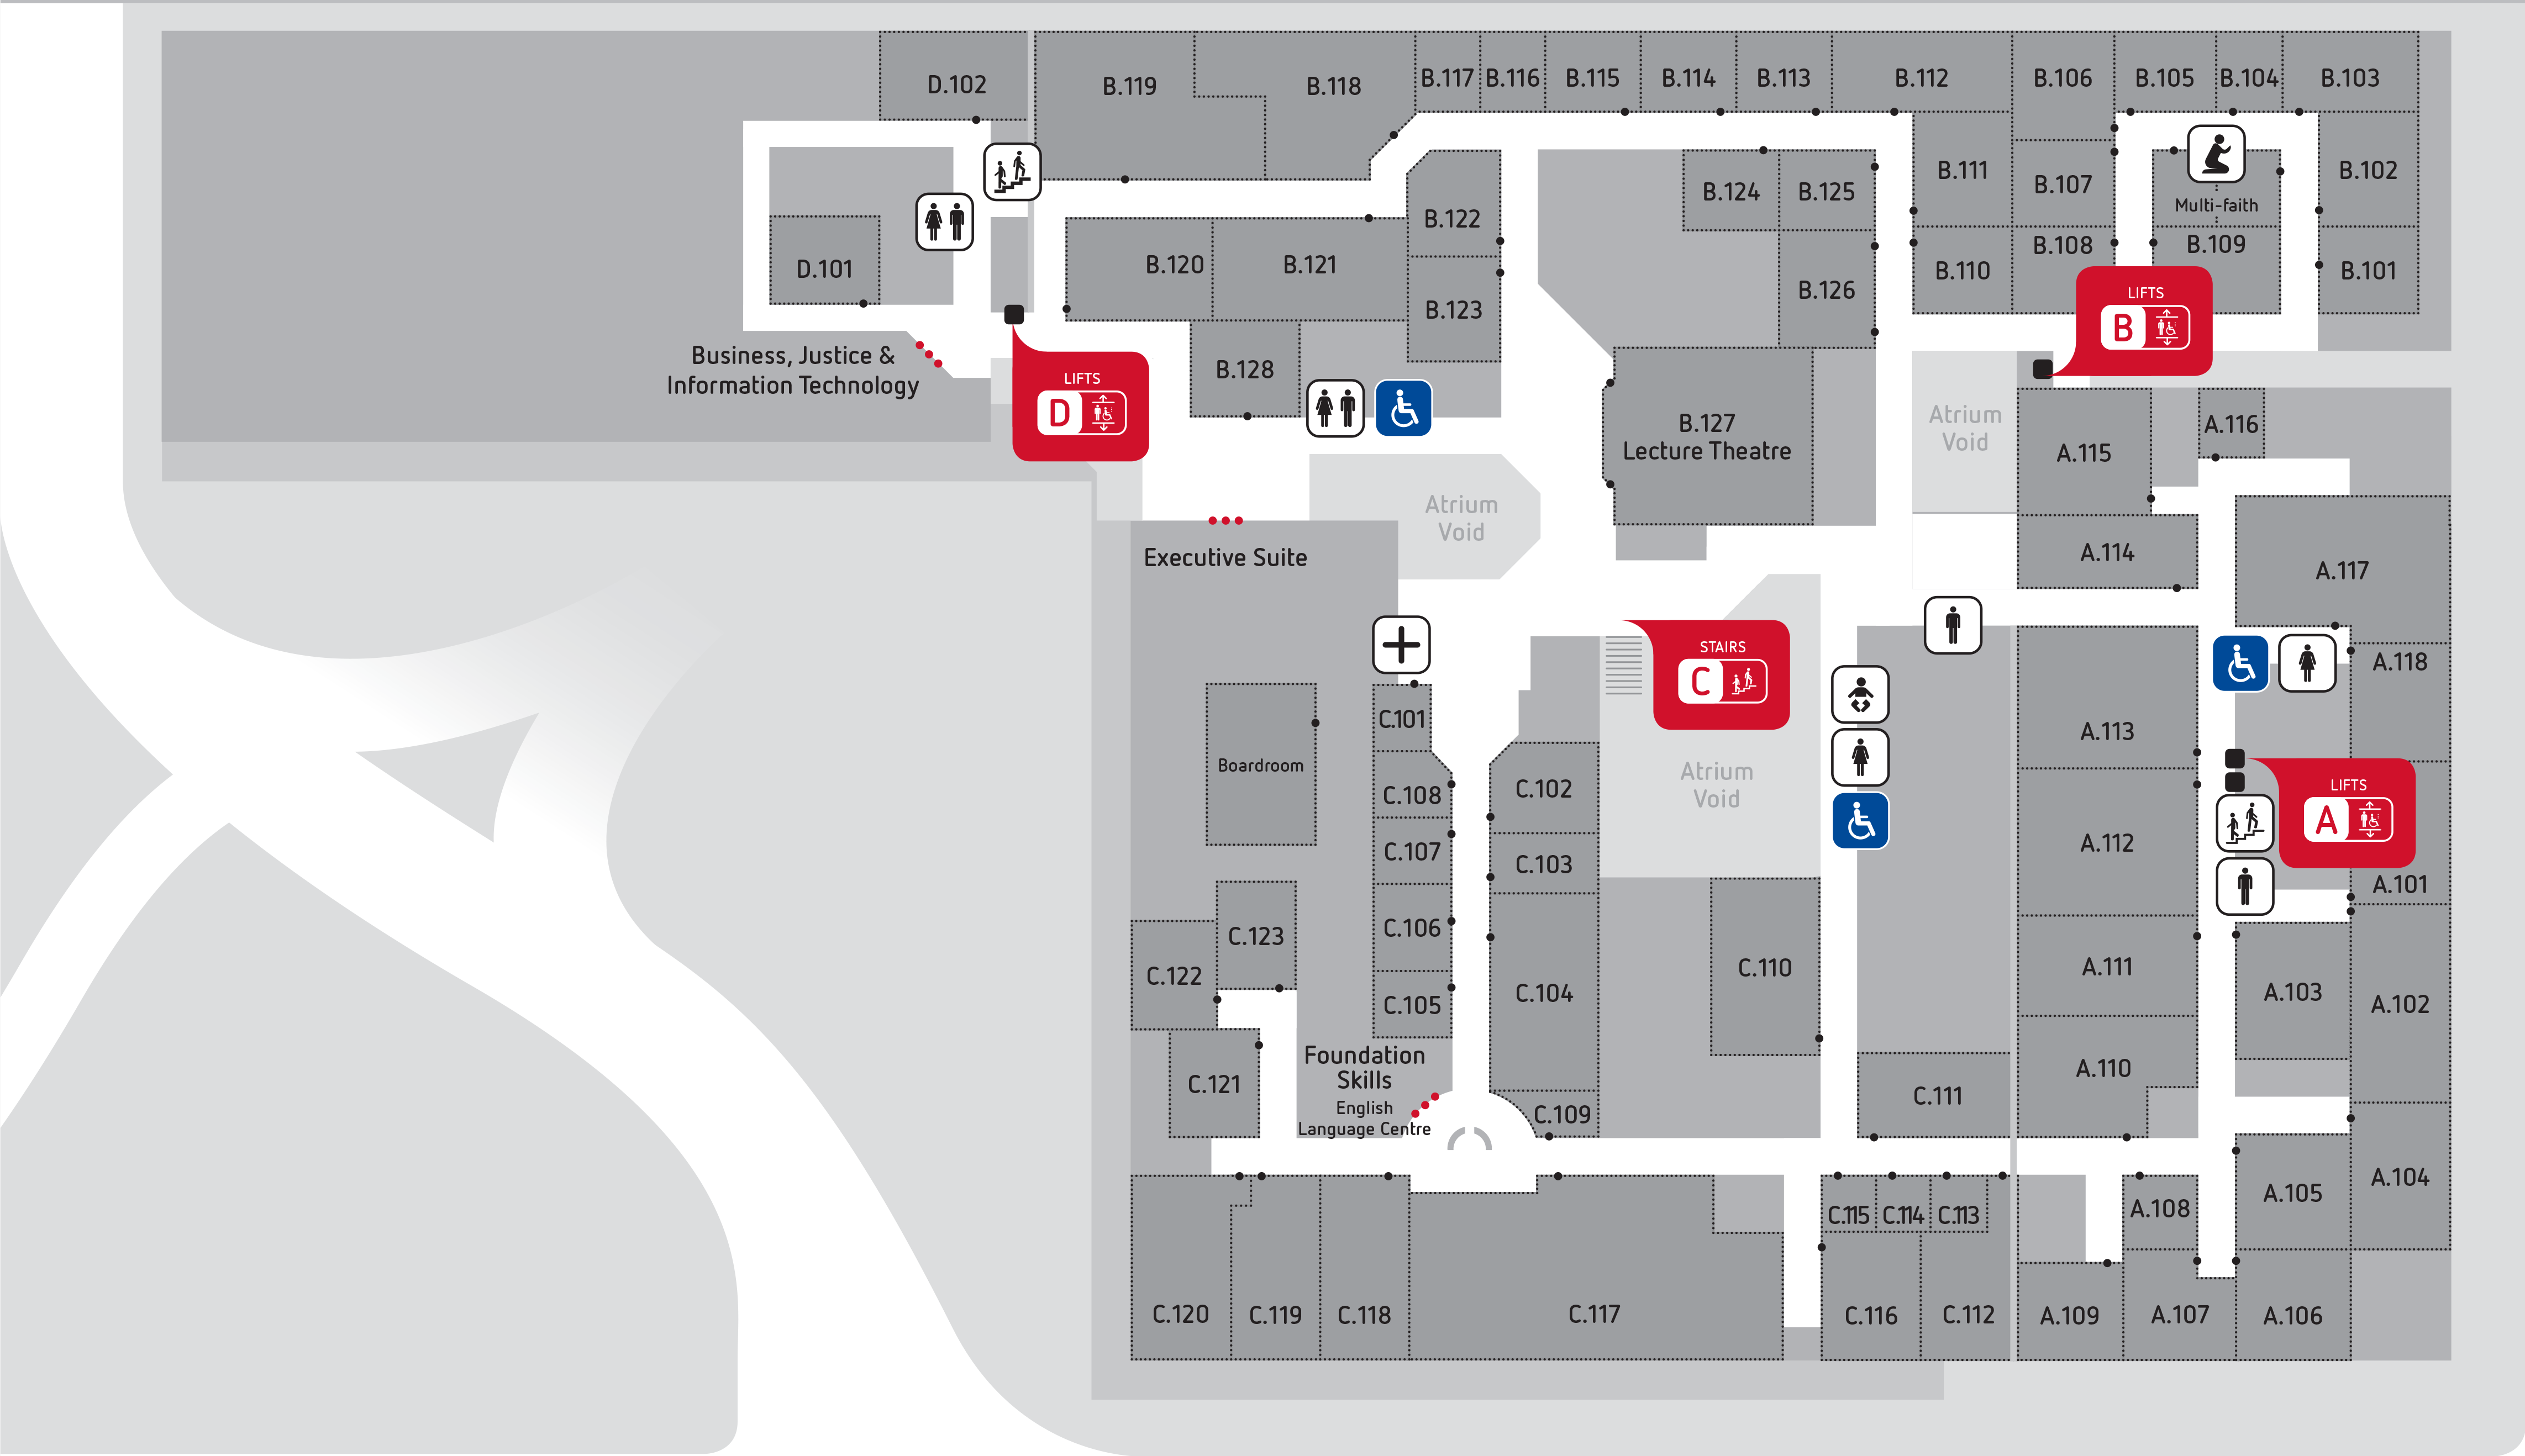 D.102
B.119
B.118
B.117
B.116
B.115
B.114
B.113
B.112
B.106
B.105
B.104
B.103
B.111
B.107
B.102
B.124
B.125
Multi-faith
B.122
B.109
B.108
D.101
B.120
B.121
B.110
B.101
B.126
B.123
LIFTS
B
Business, Justice &
Information Technology
B.128
LIFTS
D
B.127
Lecture Theatre
Atrium
Void
A.116
A.115
Atrium
Void
Executive Suite
A.114
A.117
STAIRS
C
A.118
C.101
A.113
Boardroom
Atrium
Void
C.108
C.102
LIFTS
A
C.107
C.103
A.112
A.101
C.123
C.106
C.122
C.110
A.111
C.104
C.105
A.103
A.102
Foundation
Skills
English
Language Centre
C.121
C.109
C.111
A.110
A.104
A.105
C.115
C.114
C.113
A.108
C.120
C.119
C.118
C.117
C.116
C.112
A.109
A.107
A.106